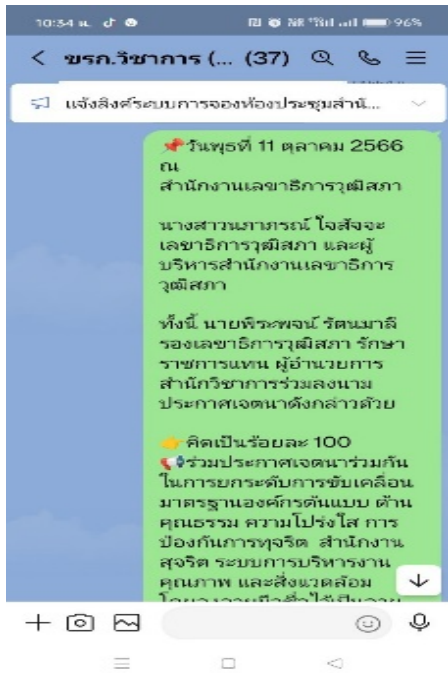 10:34 น.
96%
ขรก.วิชาการ (... (37)
แจ้งลิงค์ระบบการจองห้องประชุมสำนั...
📌วันพุธที่ 11 ตุลาคม 2566
ณ
สำนักงานเลขาธิการวุฒิสภา
นางสาวนภาภรณ์ ใจสัจจะ
เลขาธิการวุฒิสภา และผู้
บริหารสำนักงานเลขาธิการ
วุฒิสภา
ทั้งนี้ นายพีระพจน์ รัตนมาลี
รองเลขาธิการวุฒิสภา รักษา
ราชการแทน ผู้อำนวยการ
สำนักวิชาการร่วมลงนาม
ประกาศเจตนาดังกล่าวด้วย
👉 คิดเป็นร้อยละ 100
📢ร่วมประกาศเจตนาร่วมกัน
ในการยกระดับการขับเคลื่อน
มาตรฐานองค์กรต้นแบบ ด้าน
คุณธรรม ความโปร่งใส การ
ป้องกันการทุจริต สำนักงาน
สุจริต ระบบการบริหารงาน
คุณภาพ และสิ่งแวดล้อม